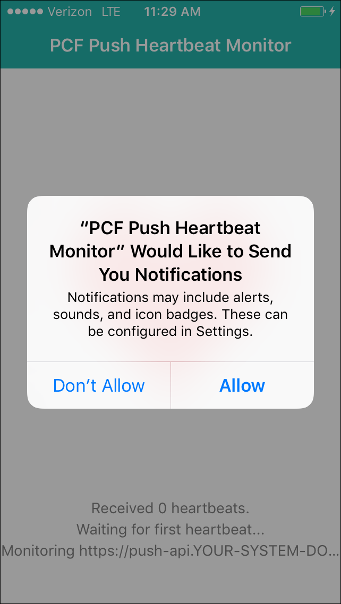 ●●●●● Verizon LTE 11:29 AM
PCF Push Heartbeat Monitor
“PCF Push Heartbeat
Monitor” Would Like to Send
You Notifications
Notifications may include alerts,
sounds, and icon badges. These can
be configured in Settings.
Don’t Allow Allow
Received 0 heartbeats.
Waiting for first heartbeat...
Monitoring https://push-api.YOUR-SYSTEM-DO...